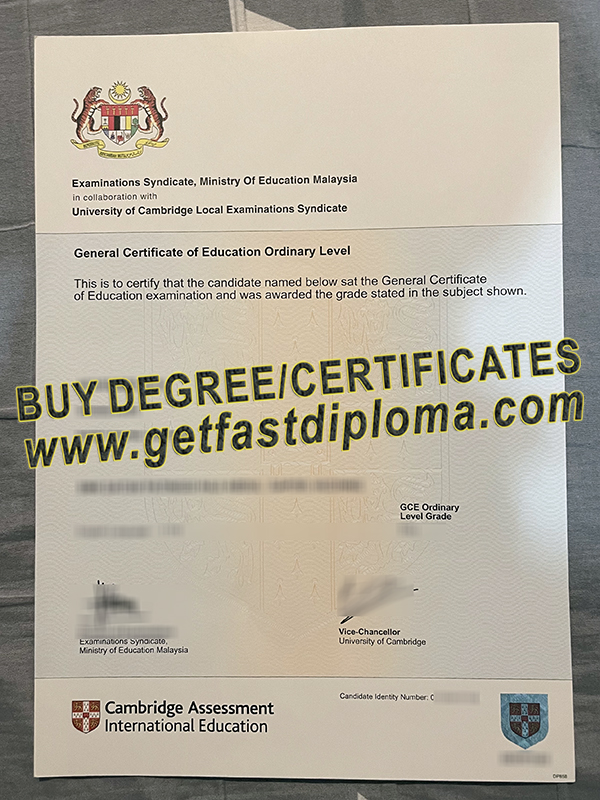 Examinations Syndicate, Ministry Of Education Malaysia
in collaboration with
University of Cambridge Local Examinations Syndicate
General Certificate of Education Ordinary Level
This is to certify that the candidate named below sat the General Certificate
of Education examination and was awarded the grade stated in the subject shown.
BUY DEGREE/CERTIFICATES
www.getfastdiploma.com
GCE Ordinary
Level Grade
Examinations Syndicate,
Ministry of Education Malaysia
Vice-Chancellor
University of Cambridge
Cambridge Assessment
International Education
Candidate Identity Number:
DP608